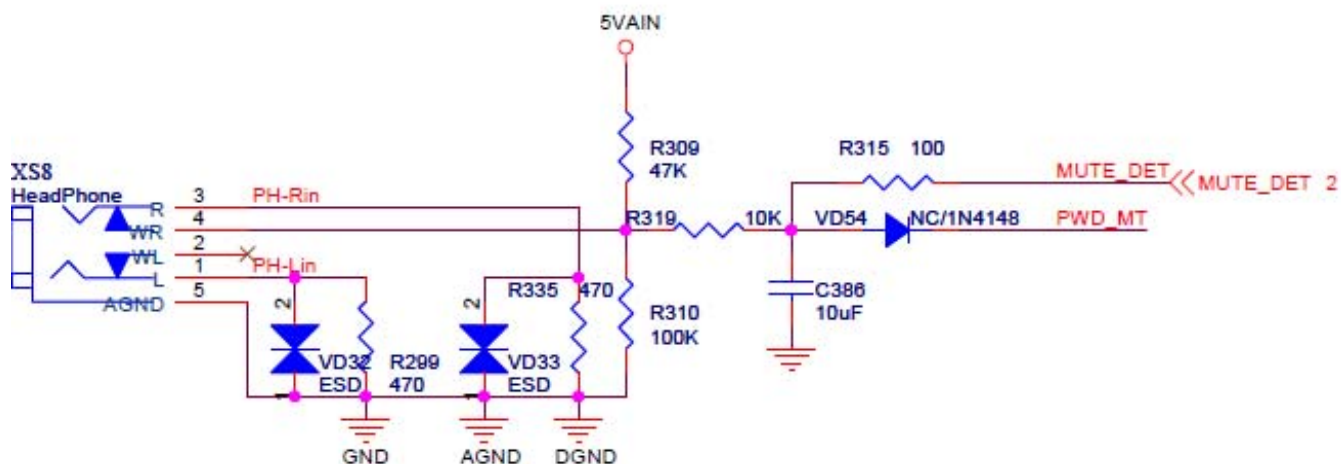 5VAIN
R309
47K
R315 100
MUTE_DET
MUTE_DET 2
XS8
HeadPhone
3
PH-Rin
R
4
WR
R319 10K
VD54 NC/1N4148
PWD_MT
2
WL
1
PH-Lin
L
5
AGND
2
2
R335 470
C386
10uF
R310
100K
VD32
ESD
R299
470
VD33
ESD
1
1
GND
AGND
DGND